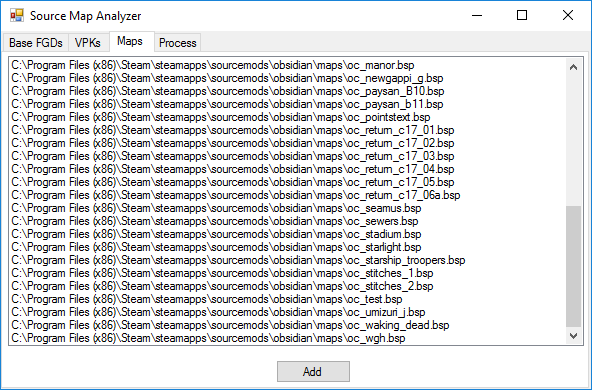 Source Map Analyzer
Base FGDs VPKs Maps Process
C:\Program Files (x86)\Steam\steamapps\sourcemods\obsidian\maps\oc_manor.bsp
C:\Program Files (x86)\Steam\steamapps\sourcemods\obsidian\maps\oc_newgappi_g.bsp
C:\Program Files (x86)\Steam\steamapps\sourcemods\obsidian\maps\oc_paysan_B10.bsp
C:\Program Files (x86)\Steam\steamapps\sourcemods\obsidian\maps\oc_paysan_b11.bsp
C:\Program Files (x86)\Steam\steamapps\sourcemods\obsidian\maps\oc_pointstext.bsp
C:\Program Files (x86)\Steam\steamapps\sourcemods\obsidian\maps\oc_return_c17_01.bsp
C:\Program Files (x86)\Steam\steamapps\sourcemods\obsidian\maps\oc_return_c17_02.bsp
C:\Program Files (x86)\Steam\steamapps\sourcemods\obsidian\maps\oc_return_c17_03.bsp
C:\Program Files (x86)\Steam\steamapps\sourcemods\obsidian\maps\oc_return_c17_04.bsp
C:\Program Files (x86)\Steam\steamapps\sourcemods\obsidian\maps\oc_return_c17_05.bsp
C:\Program Files (x86)\Steam\steamapps\sourcemods\obsidian\maps\oc_return_c17_06a.bsp
C:\Program Files (x86)\Steam\steamapps\sourcemods\obsidian\maps\oc_seamus.bsp
C:\Program Files (x86)\Steam\steamapps\sourcemods\obsidian\maps\oc_sewers.bsp
C:\Program Files (x86)\Steam\steamapps\sourcemods\obsidian\maps\oc_stadium.bsp
C:\Program Files (x86)\Steam\steamapps\sourcemods\obsidian\maps\oc_starlight.bsp
C:\Program Files (x86)\Steam\steamapps\sourcemods\obsidian\maps\oc_starship_troopers.bsp
C:\Program Files (x86)\Steam\steamapps\sourcemods\obsidian\maps\oc_stitches_1.bsp
C:\Program Files (x86)\Steam\steamapps\sourcemods\obsidian\maps\oc_stitches_2.bsp
C:\Program Files (x86)\Steam\steamapps\sourcemods\obsidian\maps\oc_test.bsp
C:\Program Files (x86)\Steam\steamapps\sourcemods\obsidian\maps\oc_umizuri_j.bsp
C:\Program Files (x86)\Steam\steamapps\sourcemods\obsidian\maps\oc_waking_dead.bsp
C:\Program Files (x86)\Steam\steamapps\sourcemods\obsidian\maps\oc_wgh.bsp
Add